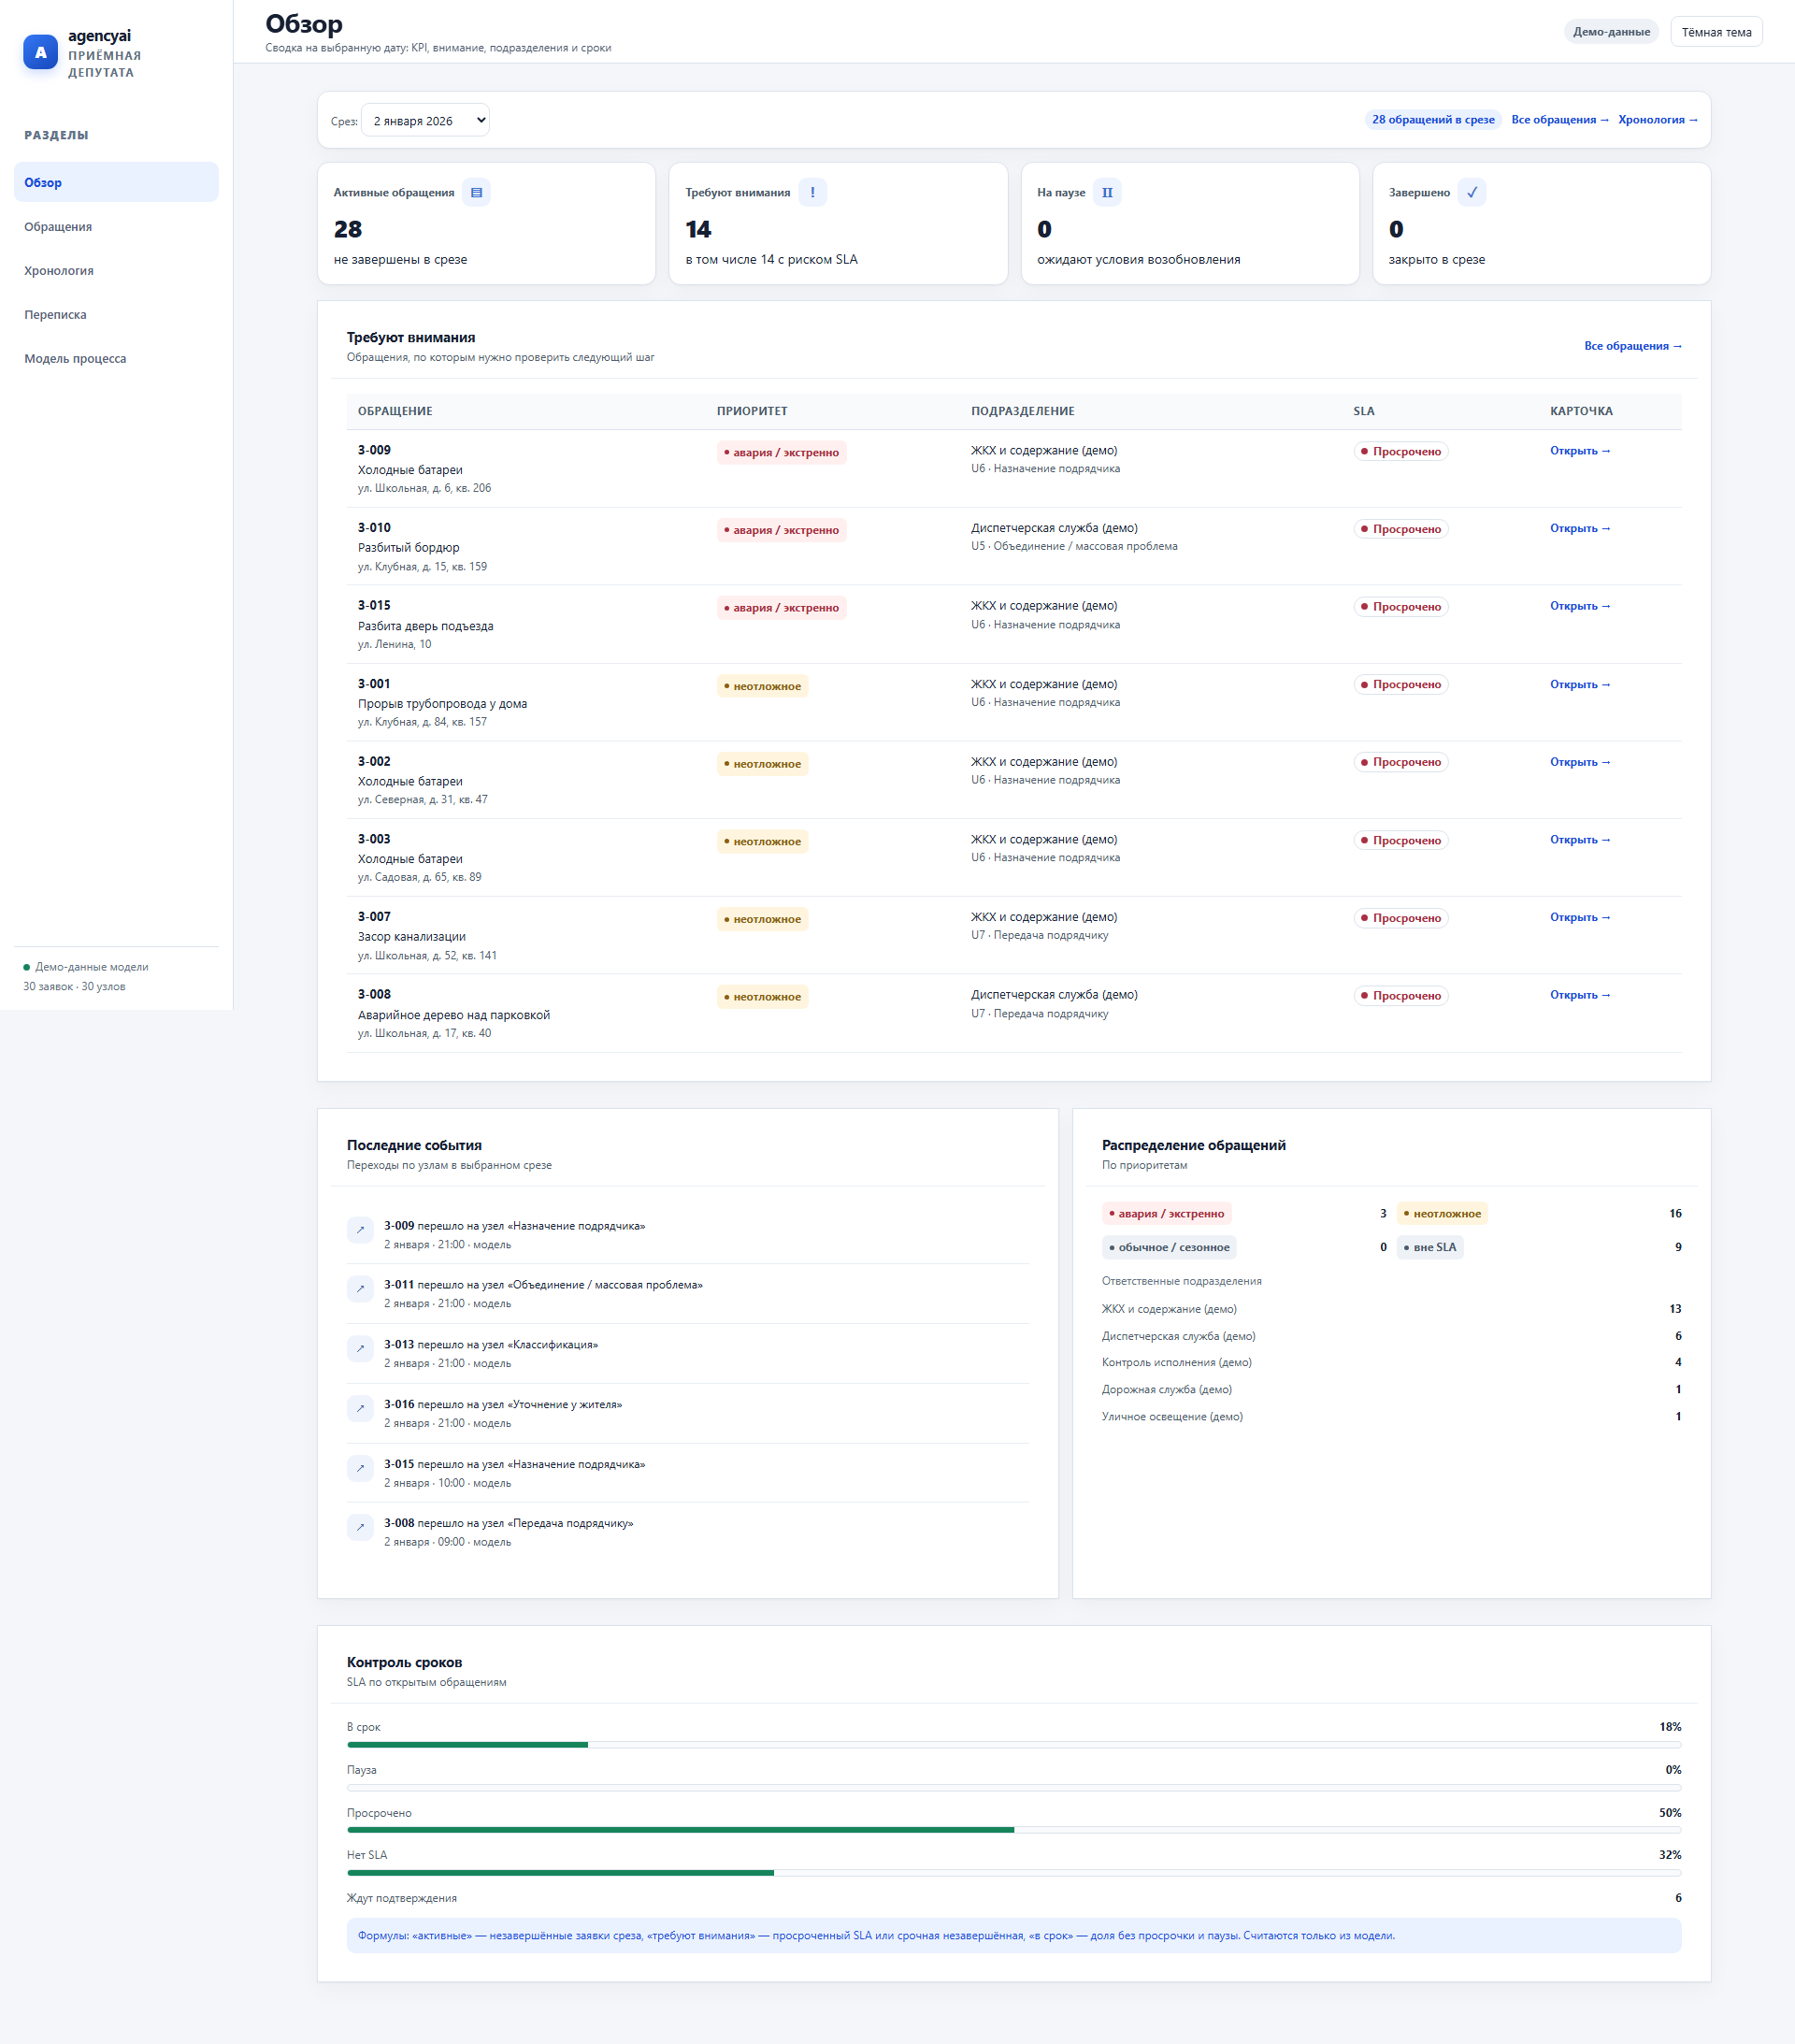 A
agencyai
ПРИЁМНАЯ
ДЕПУТАТА
РАЗДЕЛЫ
Обзор
Обращения
Хронология
Переписка
Модель процесса
Демо-данные модели
30 заявок · 30 узлов
Обзор
Сводка на выбранную дату: KPI, внимание, подразделения и сроки
Демо-данные
Тёмная тема
Срез: 2 января 2026
28 обращений в срезе Все обращения → Хронология →
Активные обращения
28
не завершены в срезе
Требуют внимания !
14
в том числе 14 с риском SLA
На паузе
0
ожидают условия возобновления
Завершено ✓
0
закрыто в срезе
Требуют внимания
Обращения, по которым нужно проверить следующий шаг
Все обращения →
ОБРАЩЕНИЕ ПРИОРИТЕТ ПОДРАЗДЕЛЕНИЕ SLA КАРТОЧКА
З-009 • авария / экстренно ЖКХ и содержание (демо) Просрочено Открыть →
Холодные батареи U6 · Назначение подрядчика
ул. Школьная, д. 6, кв. 206
З-010 • авария / экстренно Диспетчерская служба (демо) Просрочено Открыть →
Разбитый бордюр U5 · Объединение / массовая проблема
ул. Клубная, д. 15, кв. 159
З-015 • авария / экстренно ЖКХ и содержание (демо) Просрочено Открыть →
Разбита дверь подъезда U6 · Назначение подрядчика
ул. Ленина, 10
З-001 • неотложное ЖКХ и содержание (демо) Просрочено Открыть →
Прорыв трубопровода у дома U6 · Назначение подрядчика
ул. Клубная, д. 84, кв. 157
З-002 • неотложное ЖКХ и содержание (демо) Просрочено Открыть →
Холодные батареи U6 · Назначение подрядчика
ул. Северная, д. 31, кв. 47
З-003 • неотложное ЖКХ и содержание (демо) Просрочено Открыть →
Холодные батареи U6 · Назначение подрядчика
ул. Садовая, д. 65, кв. 89
З-007 • неотложное ЖКХ и содержание (демо) Просрочено Открыть →
Засор канализации U7 · Передача подрядчику
ул. Школьная, д. 52, кв. 141
З-008 • неотложное Диспетчерская служба (демо) Просрочено Открыть →
Аварийное дерево над парковкой U7 · Передача подрядчику
ул. Школьная, д. 17, кв. 40
Последние события
Переходы по узлам в выбранном срезе
З-009 перешло на узел «Назначение подрядчика»
2 января · 21:00 · модель
З-011 перешло на узел «Объединение / массовая проблема»
2 января · 21:00 · модель
З-013 перешло на узел «Классификация»
2 января · 21:00 · модель
З-016 перешло на узел «Уточнение у жителя»
2 января · 21:00 · модель
З-015 перешло на узел «Назначение подрядчика»
2 января · 10:00 · модель
З-008 перешло на узел «Передача подрядчику»
2 января · 09:00 · модель
Распределение обращений
По приоритетам
• авария / экстренно 3 • неотложное 16
• обычное / сезонное 0 • вне SLA 9
Ответственные подразделения
ЖКХ и содержание (демо) 13
Диспетчерская служба (демо) 6
Контроль исполнения (демо) 4
Дорожная служба (демо) 1
Уличное освещение (демо) 1
Контроль сроков
SLA по открытым обращениям
В срок 18%
Пауза 0%
Просрочено 50%
Нет SLA 32%
Ждут подтверждения 6
Формулы: «активные» — незавершённые заявки среза, «требуют внимания» — просроченный SLA или срочная незавершённая, «в срок» — доля без просрочки и паузы. Считаются только из модели.